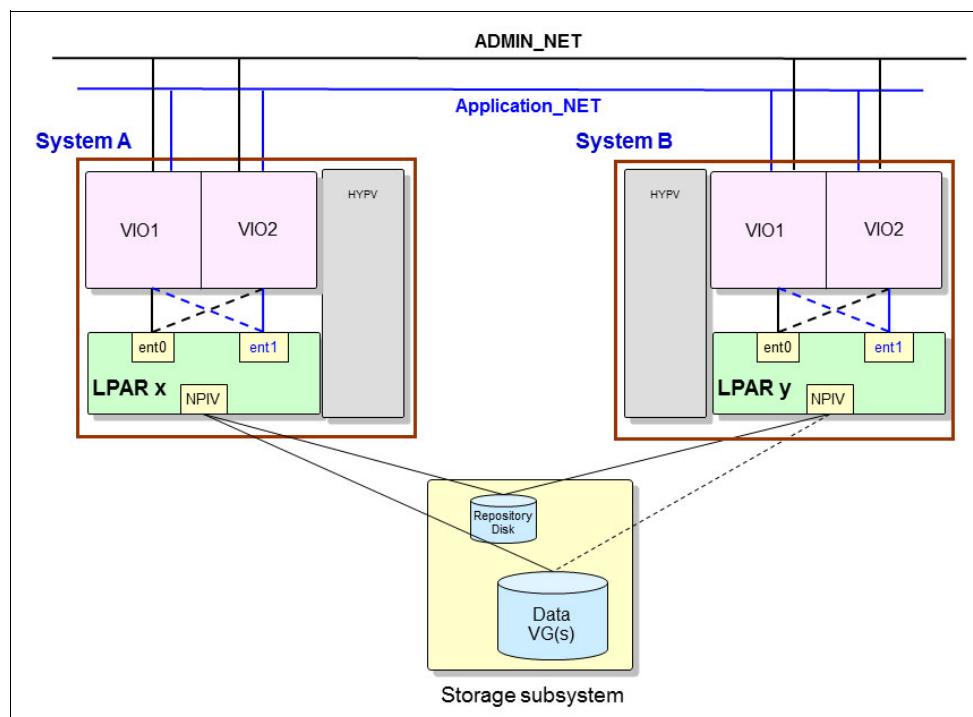 ADMIN_NET
Application_NET
System A
System B
VIO1
VIO2
HYPV
HYPV
VIO1
VIO2
ent0
ent1
LPAR x
NPIV
ent0
ent1
LPAR y
NPIV
Repository
Disk
Data
VG(s)
Storage subsystem